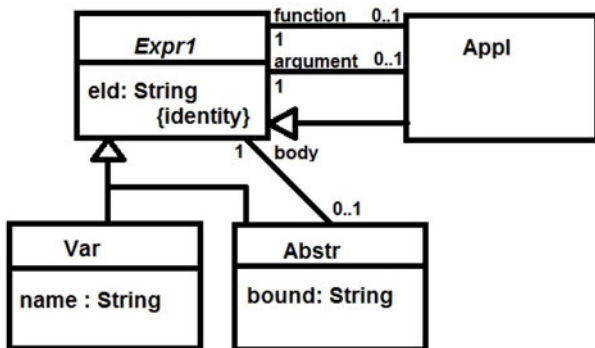 function 0..1
Expr1
1
Appl
argument 0..1
1
eId: String
{identity}
1
body
0..1
Var
Abstr
name : String
bound: String